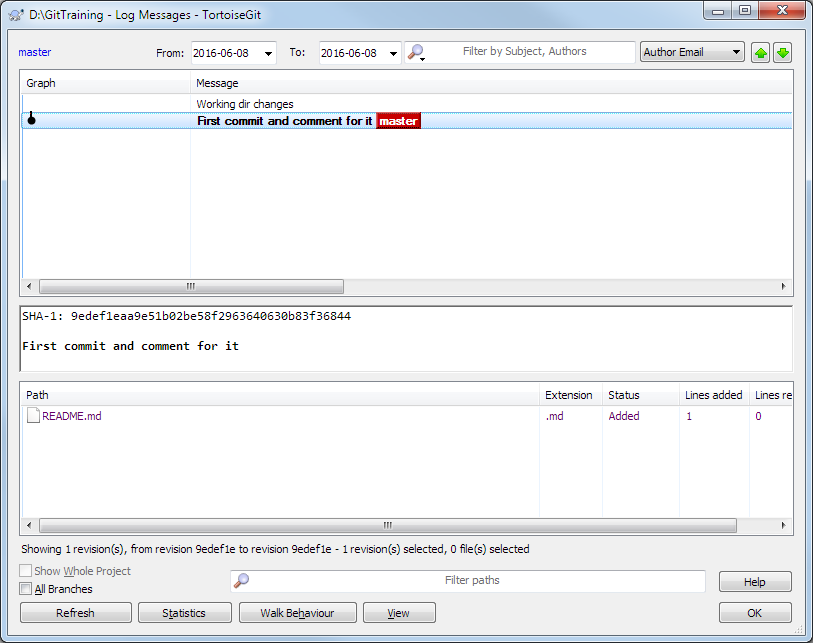 D:\GitTraining - Log Messages - TortoiseGit
master From: 2016-06-08 To: 2016-06-08 Filter by Subject, Authors Author Email
Graph Message
Working dir changes
First commit and comment for it master
SHA-1: 9edef1eaa9e51b02be58f2963640630b83f36844
First commit and comment for it
Path Extension Status Lines added Lines re
README.md .md Added 1 0
Showing 1 revision(s), from revision 9edef1e to revision 9edef1e - 1 revision(s) selected, 0 file(s) selected
Show Whole Project Filter paths Help
All Branches
Refresh Statistics Walk Behaviour View OK